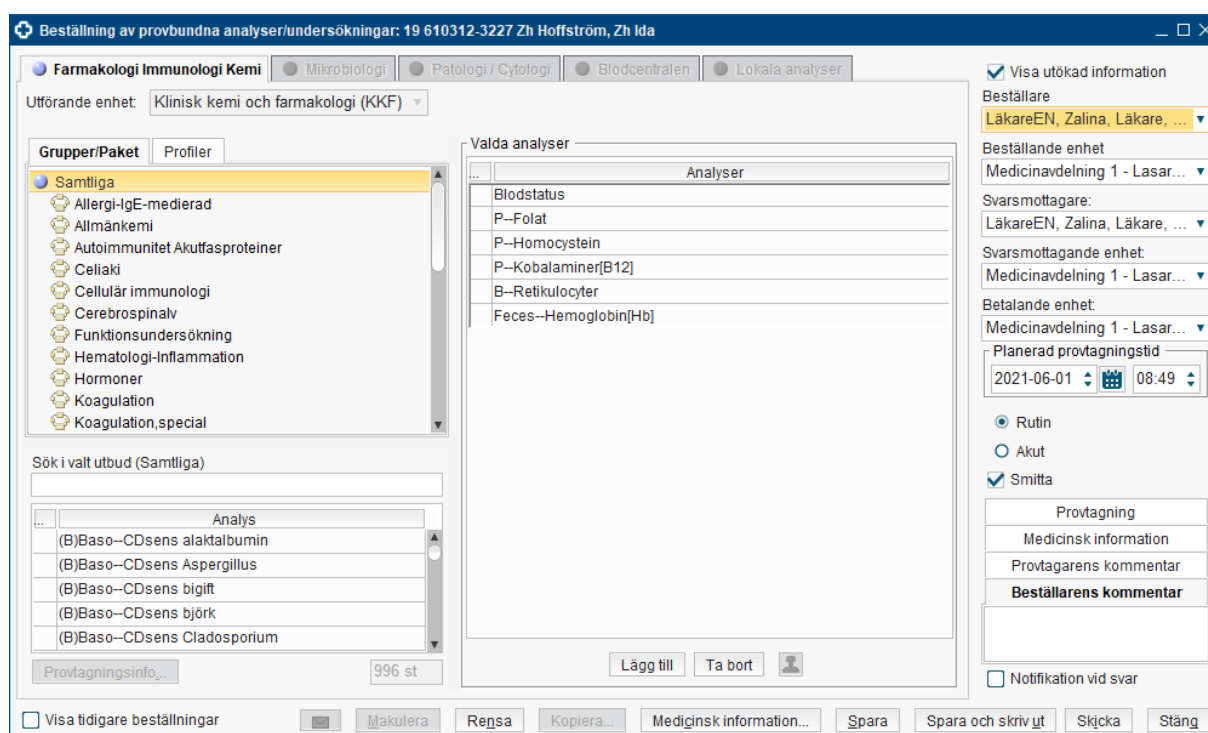 Beställning av provbundna analyser/undersökningar: 19 610312-3227 Zh Hoffström, Zh Ida
Farmakologi Immunologi Kemi
Mikrobiologi
Patologi / Cytologi
Blodcentralen
Lokala analyser
Utförande enhet:
Klinisk kemi och farmakologi (KKF)
Grupper/Paket
Profiler
Samtliga
Allergi-IgE-medierad
Allmänkemi
Autoimmunitet Akutfasproteiner
Celiaki
Cellulär immunologi
Cerebrospinalv
Funktionsundersökning
Hematologi-Inflammation
Hormoner
Koagulation
Koagulation,special
Sök i valt utbud (Samtliga)
... Analys
(B)Baso--CDsens alaktalbumin
(B)Baso--CDsens Aspergillus
(B)Baso--CDsens bigift
(B)Baso--CDsens björk
(B)Baso--CDsens Cladosporium
Provtagningsinfo...
996 st
Valda analyser
... Analyser
Blodstatus
P--Folat
P--Homocystein
P--Kobalaminer[B12]
B--Retikulocyter
Feces--Hemoglobin[Hb]
Lägg till
Ta bort
Visa utökad information
Beställare
LäkareEN, Zalina, Läkare, ...
Beställande enhet
Medicinavdelning 1 - Lasar...
Svarsmottagare:
LäkareEN, Zalina, Läkare, ...
Svarsmottagande enhet:
Medicinavdelning 1 - Lasar...
Betalande enhet:
Medicinavdelning 1 - Lasar...
Planerad provtagningstid
2021-06-01 08:49
Rutin
Akut
Smitta
Provtagning
Medicinsk information
Provtagarens kommentar
Beställarens kommentar
Notifikation vid svar
Visa tidigare beställningar
Makulera
Rensa
Kopiera...
Medicinsk information...
Spara
Spara och skriv ut
Skicka
Stäng